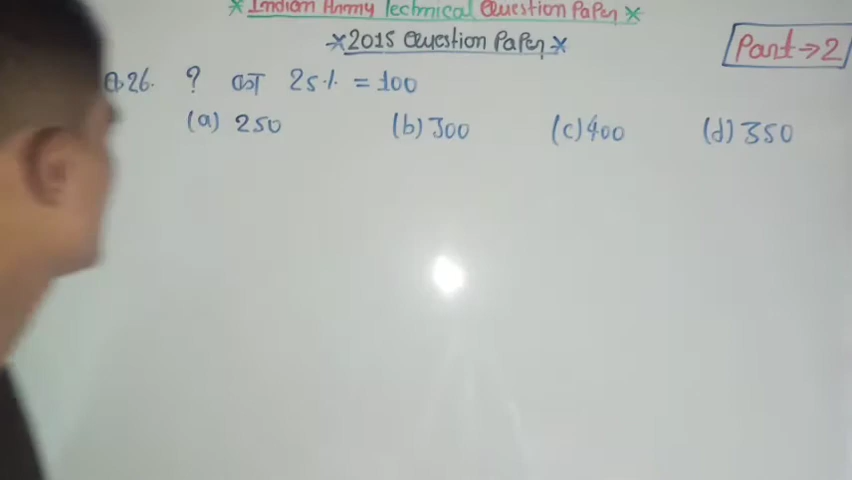 * Indian Army Technical Question Paper *
*2015 Question Paper*
Part→2
Q.26. ? का 25% = 100
(a) 250 (b) 300 (c) 400 (d) 350